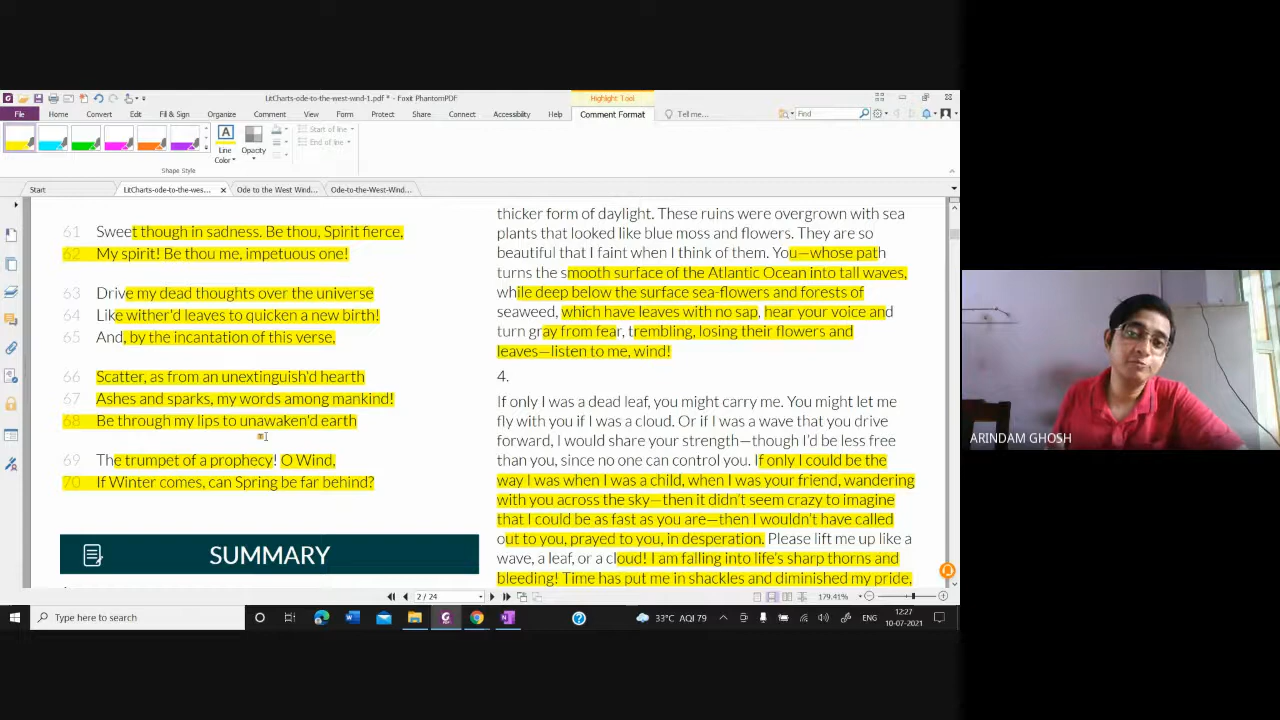 LitCharts-ode-to-the-west-wnd-1.pdf * - Foxit PhantomPDF
Highlight Tool
File Home Convert Edit Fill & Sign Organize Comment View Form Protect Share Connect Accessibility Help Comment Format Tell me... Find
Line Color
Opacity
Start of line
End of line
Shape Style
Start
LitCharts-ode-to-the-wes...
Ode to the West Wind...
Ode-to-the-West-Wind...
61 Sweet though in sadness. Be thou, Spirit fierce,
62 My spirit! Be thou me, impetuous one!
63 Drive my dead thoughts over the universe
64 Like wither'd leaves to quicken a new birth!
65 And, by the incantation of this verse,
66 Scatter, as from an unextinguish'd hearth
67 Ashes and sparks, my words among mankind!
68 Be through my lips to unawaken'd earth
69 The trumpet of a prophecy! O Wind,
70 If Winter comes, can Spring be far behind?
SUMMARY
thicker form of daylight. These ruins were overgrown with sea
plants that looked like blue moss and flowers. They are so
beautiful that I faint when I think of them. You—whose path
turns the smooth surface of the Atlantic Ocean into tall waves,
while deep below the surface sea-flowers and forests of
seaweed, which have leaves with no sap, hear your voice and
turn gray from fear, trembling, losing their flowers and
leaves—listen to me, wind!
4.
If only I was a dead leaf, you might carry me. You might let me
fly with you if I was a cloud. Or if I was a wave that you drive
forward, I would share your strength—though I'd be less free
than you, since no one can control you. If only I could be the
way I was when I was a child, when I was your friend, wandering
with you across the sky—then it didn't seem crazy to imagine
that I could be as fast as you are—then I wouldn't have called
out to you, prayed to you, in desperation. Please lift me up like a
wave, a leaf, or a cloud! I am falling into life's sharp thorns and
bleeding! Time has put me in shackles and diminished my pride,
ARINDAM GHOSH
2 / 24
179.41%
Type here to search
33°C AQI 79
ENG
12:27
10-07-2021